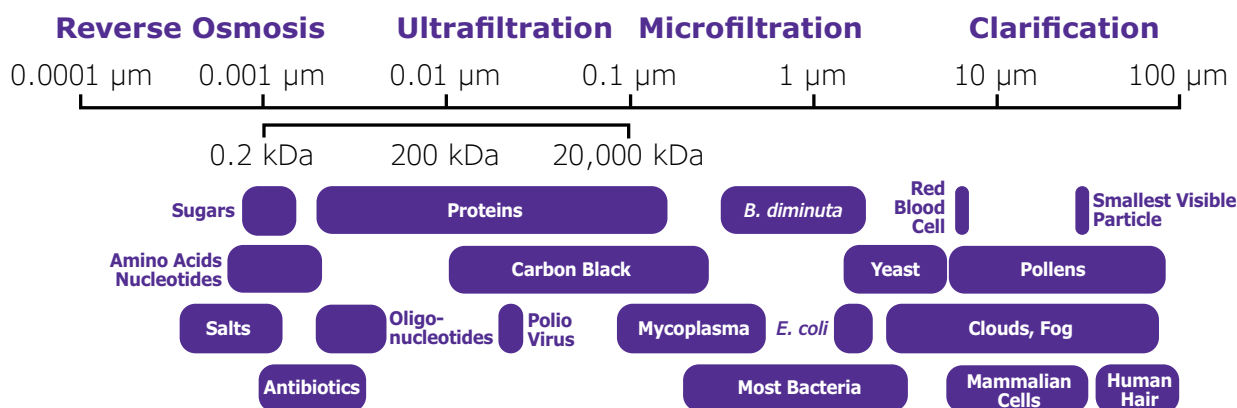 Reverse Osmosis Ultrafiltration Microfiltration Clarification
0.0001 µm 0.001 µm 0.01 µm 0.1 µm 1 µm 10 µm 100 µm
0.2 kDa 200 kDa 20,000 kDa
Sugars
Proteins
B. diminuta
Red
Blood
Cell
Smallest Visible
Particle
Amino Acids
Nucleotides
Carbon Black
Yeast
Pollens
Salts
Oligo-
nucleotides
Polio
Virus
Mycoplasma
E. coli
Clouds, Fog
Antibiotics
Most Bacteria
Mammalian
Cells
Human
Hair